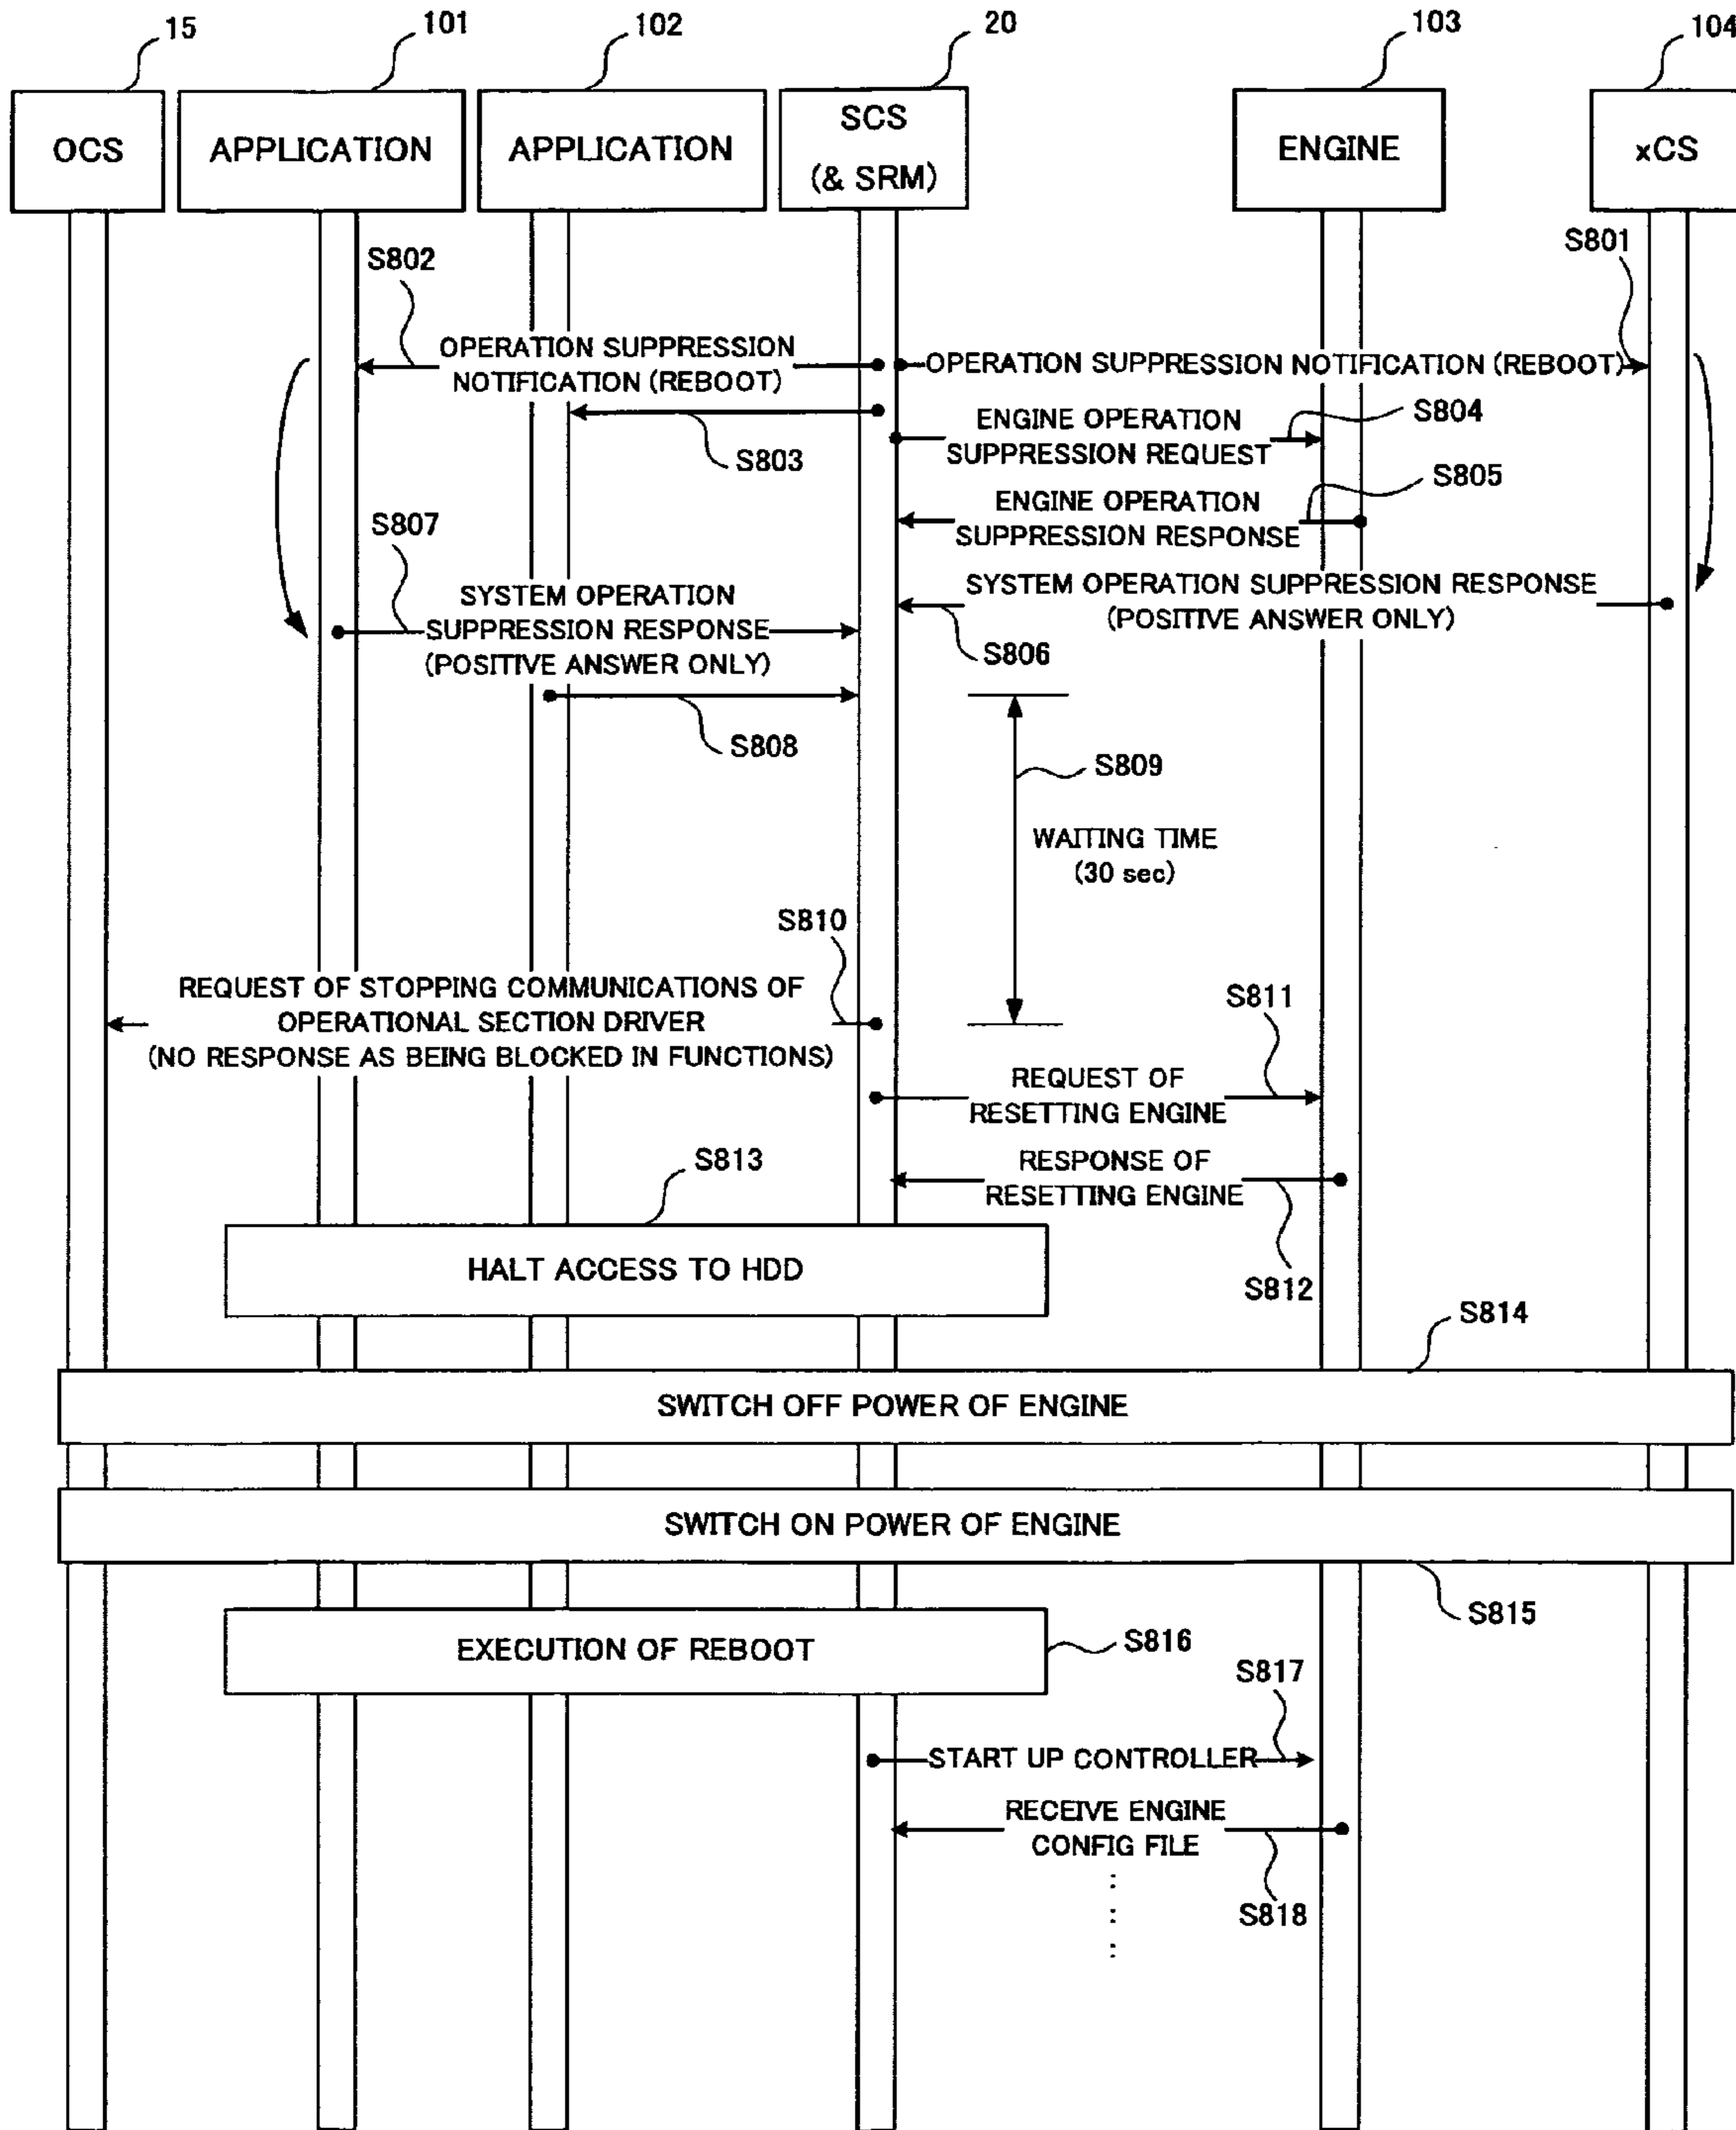 15
101
102
20
103
104
OCS
APPLICATION
APPLICATION
SCS
(& SRM)
ENGINE
xCS
S802
S801
OPERATION SUPPRESSION
NOTIFICATION (REBOOT)
OPERATION SUPPRESSION NOTIFICATION (REBOOT)
S803
ENGINE OPERATION
SUPPRESSION REQUEST
S804
ENGINE OPERATION
SUPPRESSION RESPONSE
S805
S807
SYSTEM OPERATION
SUPPRESSION RESPONSE
(POSITIVE ANSWER ONLY)
SYSTEM OPERATION SUPPRESSION RESPONSE
(POSITIVE ANSWER ONLY)
S806
S808
S809
WAITING TIME
(30 sec)
S810
REQUEST OF STOPPING COMMUNICATIONS OF
OPERATIONAL SECTION DRIVER
(NO RESPONSE AS BEING BLOCKED IN FUNCTIONS)
S811
REQUEST OF
RESETTING ENGINE
RESPONSE OF
RESETTING ENGINE
S812
S813
HALT ACCESS TO HDD
S814
SWITCH OFF POWER OF ENGINE
SWITCH ON POWER OF ENGINE
S815
EXECUTION OF REBOOT
S816
S817
START UP CONTROLLER
RECEIVE ENGINE
CONFIG FILE
S818